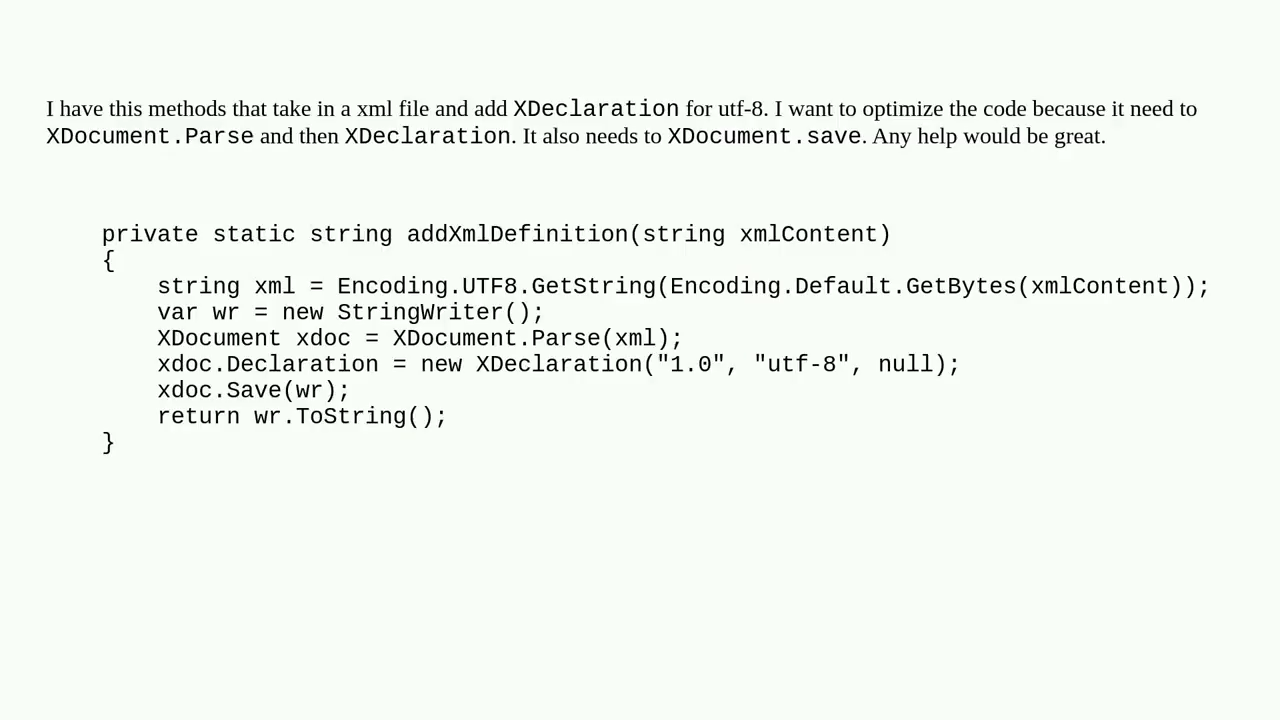 I have this methods that take in a xml file and add XDeclaration for utf-8. I want to optimize the code because it need to
XDocument.Parse and then XDeclaration. It also needs to XDocument.save. Any help would be great.
private static string addXmlDefinition(string xmlContent)
{
    string xml = Encoding.UTF8.GetString(Encoding.Default.GetBytes(xmlContent));
    var wr = new StringWriter();
    XDocument xdoc = XDocument.Parse(xml);
    xdoc.Declaration = new XDeclaration("1.0", "utf-8", null);
    xdoc.Save(wr);
    return wr.ToString();
}